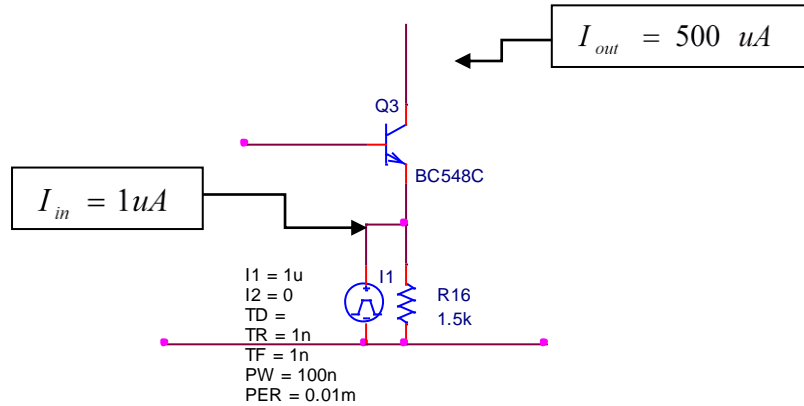 I out = 500 uA
Q3
BC548C
I in = 1uA
I1 = 1u
I2 = 0
TD =
TR = 1n
TF = 1n
PW = 100n
PER = 0.01m
I1
R16
1.5k